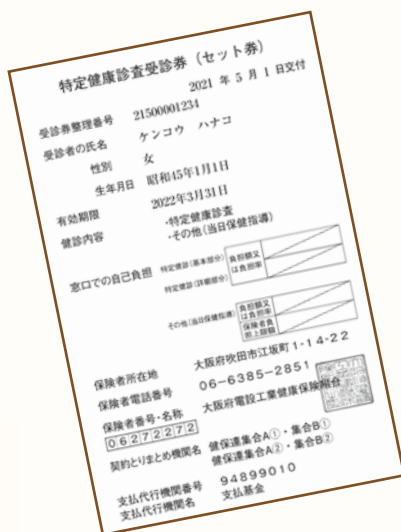 特定健康診査受診券（セット券）
2021 年 5 月 1 日交付
受診券整理番号 21500001234
受診者の氏名 ケンコウ ハナコ
性別 女
生年月日 昭和45年1月1日
有効期限 2022年3月31日
健診内容 ・特定健康診査
・その他（当日保健指導）
窓口での自己負担
特定健診（基本部分） 負担額又は負担率
特定健診（詳細部分）
その他（当日保健指導） 負担額又は負担率
保険者負担上限額
保険者所在地 大阪府吹田市江坂町1-14-22
保険者電話番号 06-6385-2851
保険者番号・名称 大阪府電設工業健康保険組合
06272272
契約とりまとめ機関名 健保連集合A①・集合B①
健保連集合A②・集合B②
支払代行機関番号 94899010
支払代行機関名 支払基金